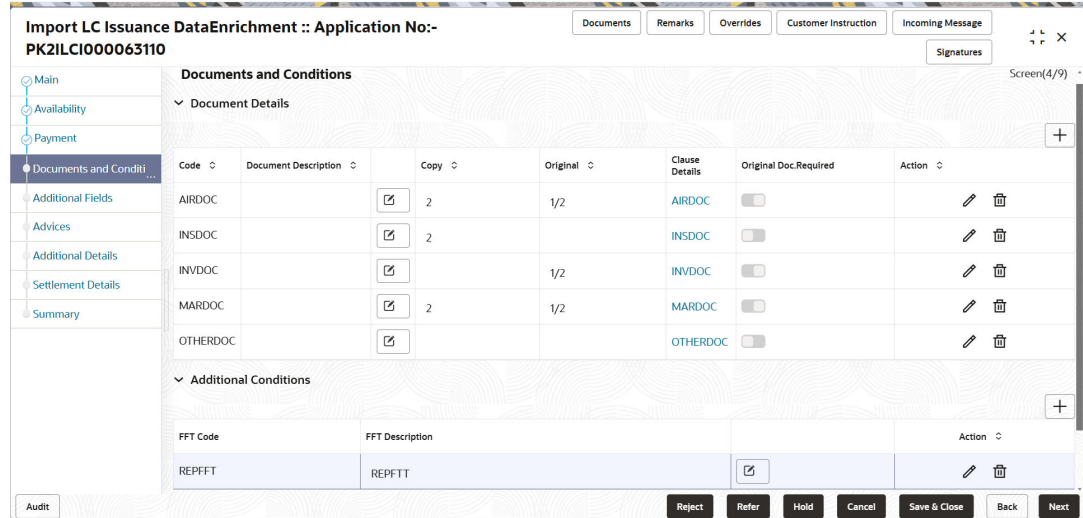 Import LC Issuance DataEnrichment :: Application No:-
PK2ILCI000063110
Documents
Remarks
Overrides
Customer Instruction
Incoming Message
Signatures
Screen(4/9)
Main
Availability
Payment
Documents and Conditi
...
Additional Fields
Advices
Additional Details
Settlement Details
Summary
Documents and Conditions
Document Details
Code Document Description Copy Original Clause Details Original Doc.Required Action
AIRDOC 2 1/2 AIRDOC
INSDOC 2 INSDOC
INVDOC 1/2 INVDOC
MARDOC 2 1/2 MARDOC
OTHERDOC OTHERDOC
Additional Conditions
FFT Code FFT Description Action
REPFFT REPFTT
Audit Reject Refer Hold Cancel Save & Close Back Next